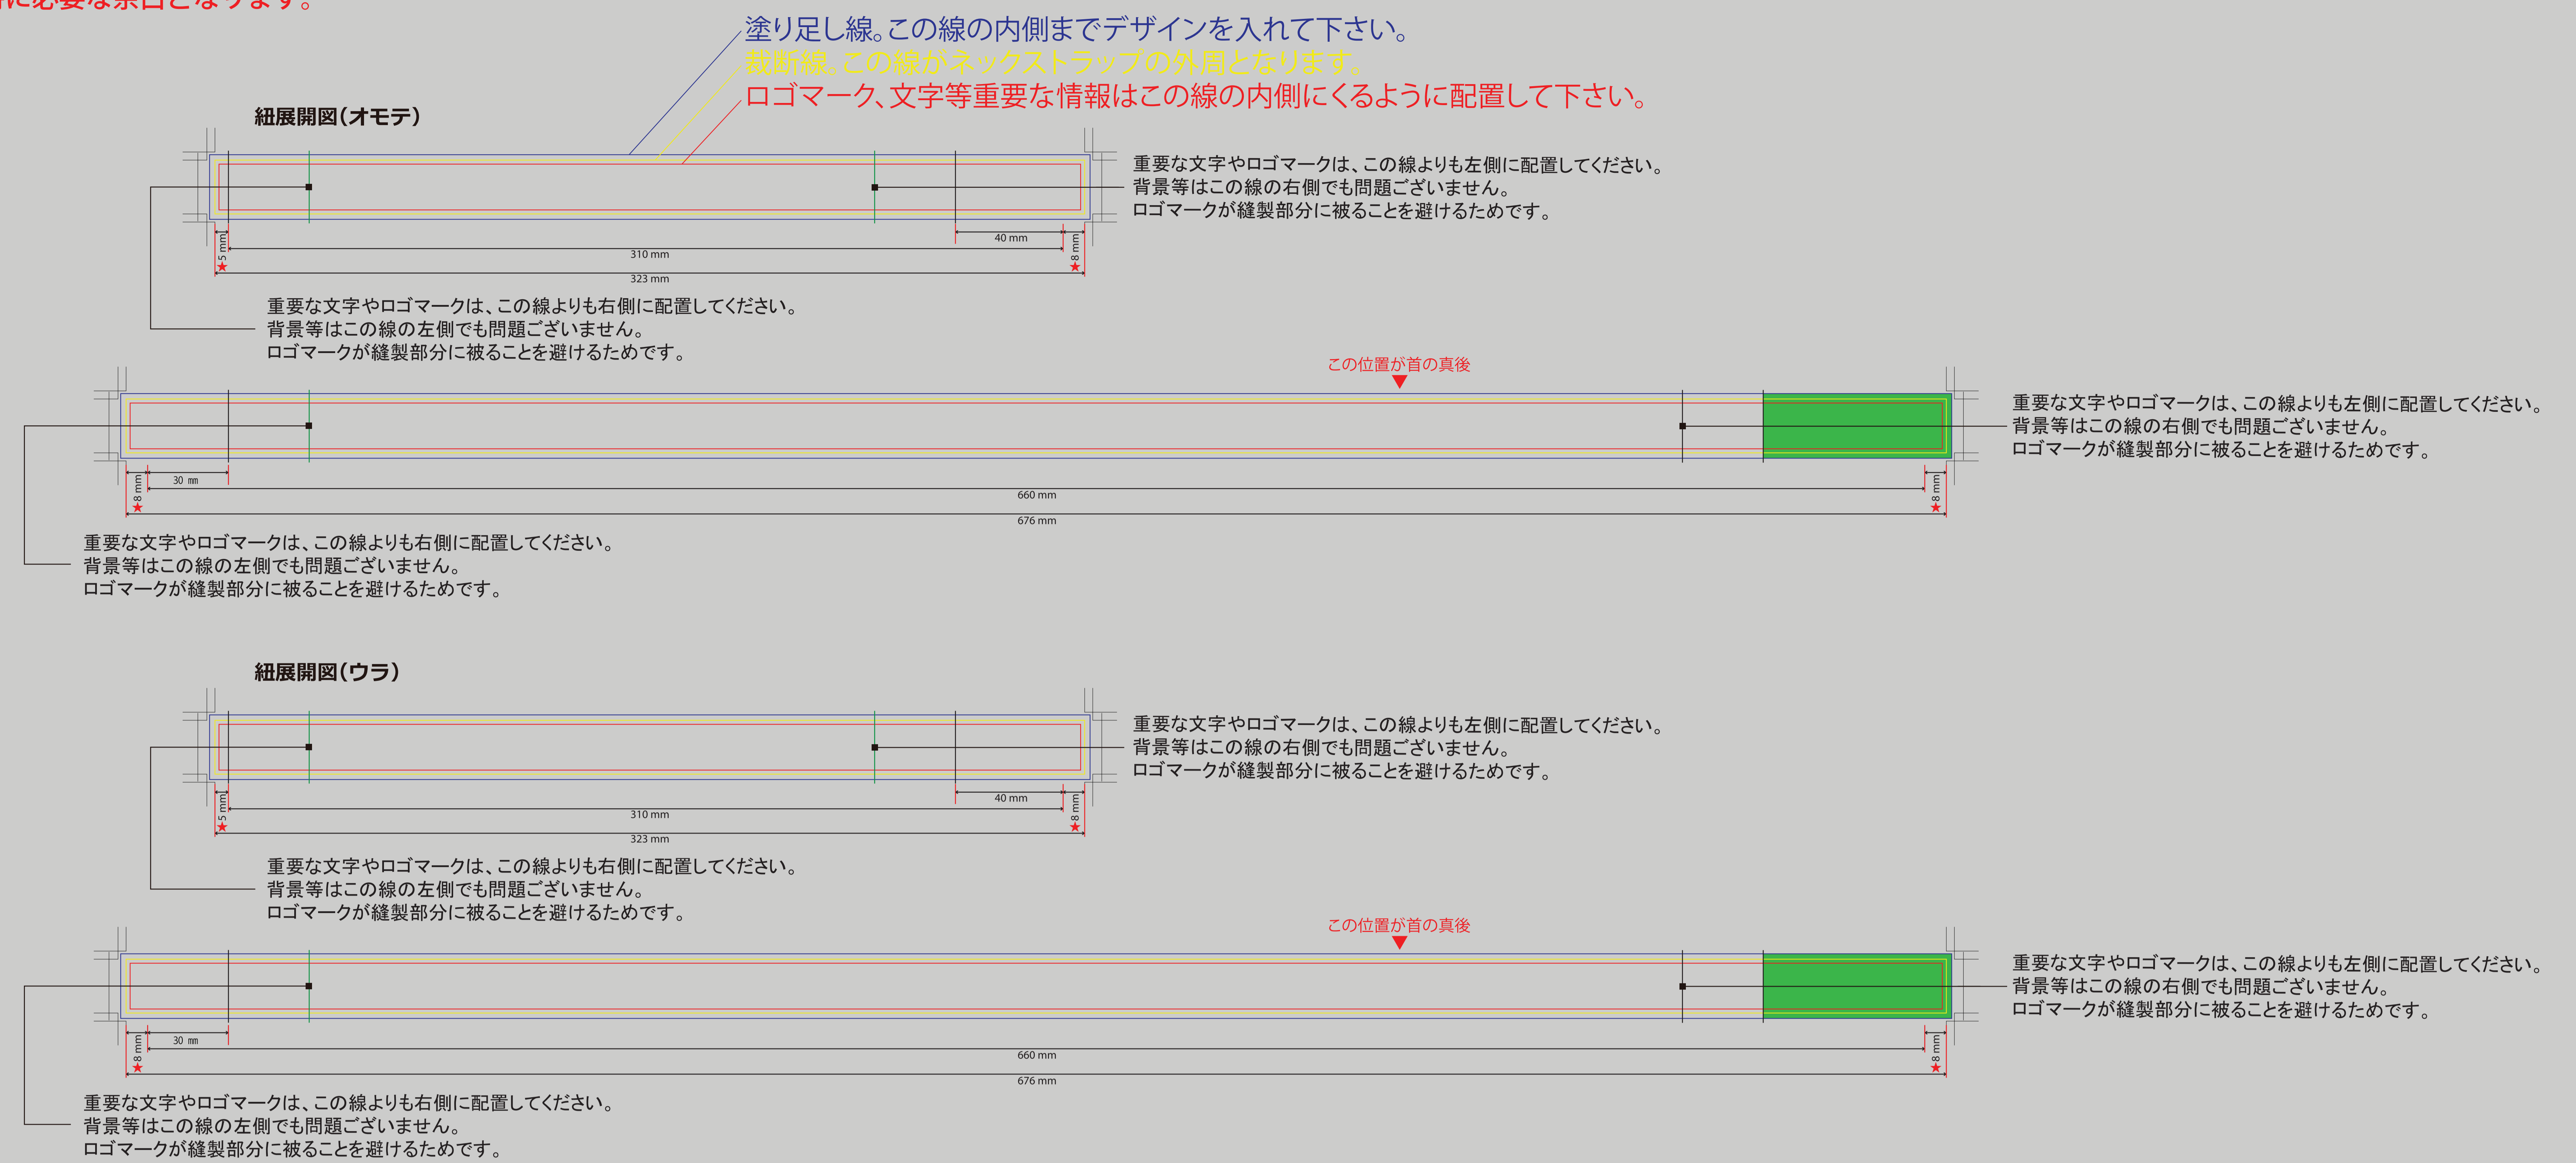 に必要な余白となります。
塗り足し線。この線の内側までデザインを入れて下さい。
裁断線。この線がネックストラップの外周となります。
ロゴマーク、文字等重要な情報はこの線の内側にくるように配置して下さい。
紐展開図(オモテ)
重要な文字やロゴマークは、この線よりも左側に配置してください。
背景等はこの線の右側でも問題ございません。
ロゴマークが縫製部分に被ることを避けるためです。
★5 mm
40 mm
★8 mm
310 mm
323 mm
重要な文字やロゴマークは、この線よりも右側に配置してください。
背景等はこの線の左側でも問題ございません。
ロゴマークが縫製部分に被ることを避けるためです。
この位置が首の真後
重要な文字やロゴマークは、この線よりも左側に配置してください。
背景等はこの線の右側でも問題ございません。
ロゴマークが縫製部分に被ることを避けるためです。
★8 mm
30 mm
★8 mm
660 mm
676 mm
重要な文字やロゴマークは、この線よりも右側に配置してください。
背景等はこの線の左側でも問題ございません。
ロゴマークが縫製部分に被ることを避けるためです。
紐展開図(ウラ)
重要な文字やロゴマークは、この線よりも左側に配置してください。
背景等はこの線の右側でも問題ございません。
ロゴマークが縫製部分に被ることを避けるためです。
★5 mm
40 mm
★8 mm
310 mm
323 mm
重要な文字やロゴマークは、この線よりも右側に配置してください。
背景等はこの線の左側でも問題ございません。
ロゴマークが縫製部分に被ることを避けるためです。
この位置が首の真後
重要な文字やロゴマークは、この線よりも左側に配置してください。
背景等はこの線の右側でも問題ございません。
ロゴマークが縫製部分に被ることを避けるためです。
★8 mm
30 mm
★8 mm
660 mm
676 mm
重要な文字やロゴマークは、この線よりも右側に配置してください。
背景等はこの線の左側でも問題ございません。
ロゴマークが縫製部分に被ることを避けるためです。